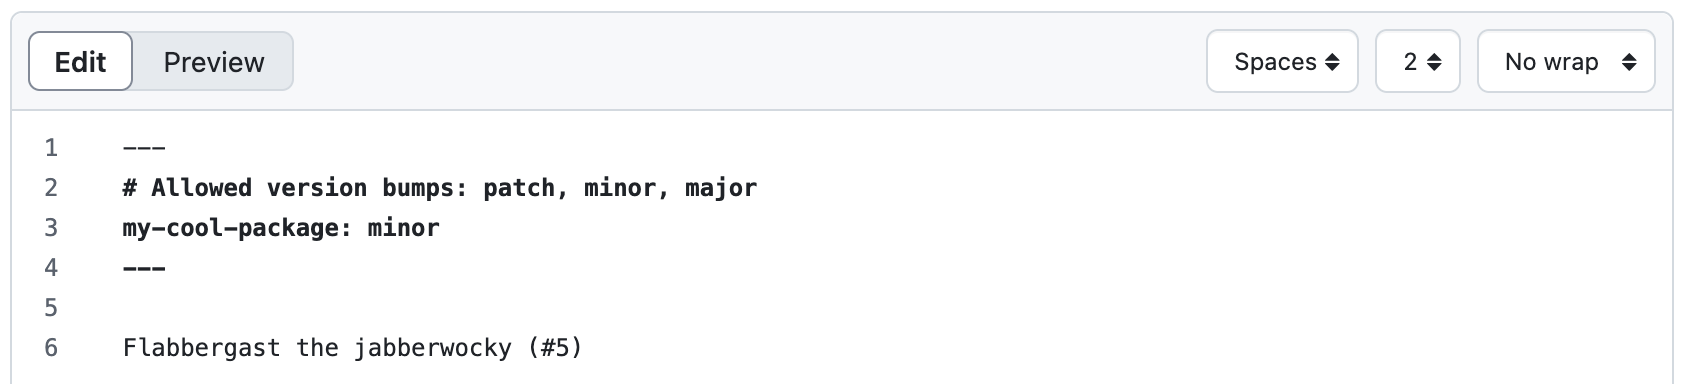 Edit Preview Spaces 2 No wrap
1 ---
2 # Allowed version bumps: patch, minor, major
3 my-cool-package: minor
4 ---
5
6 Flabbergast the jabberwocky (#5)